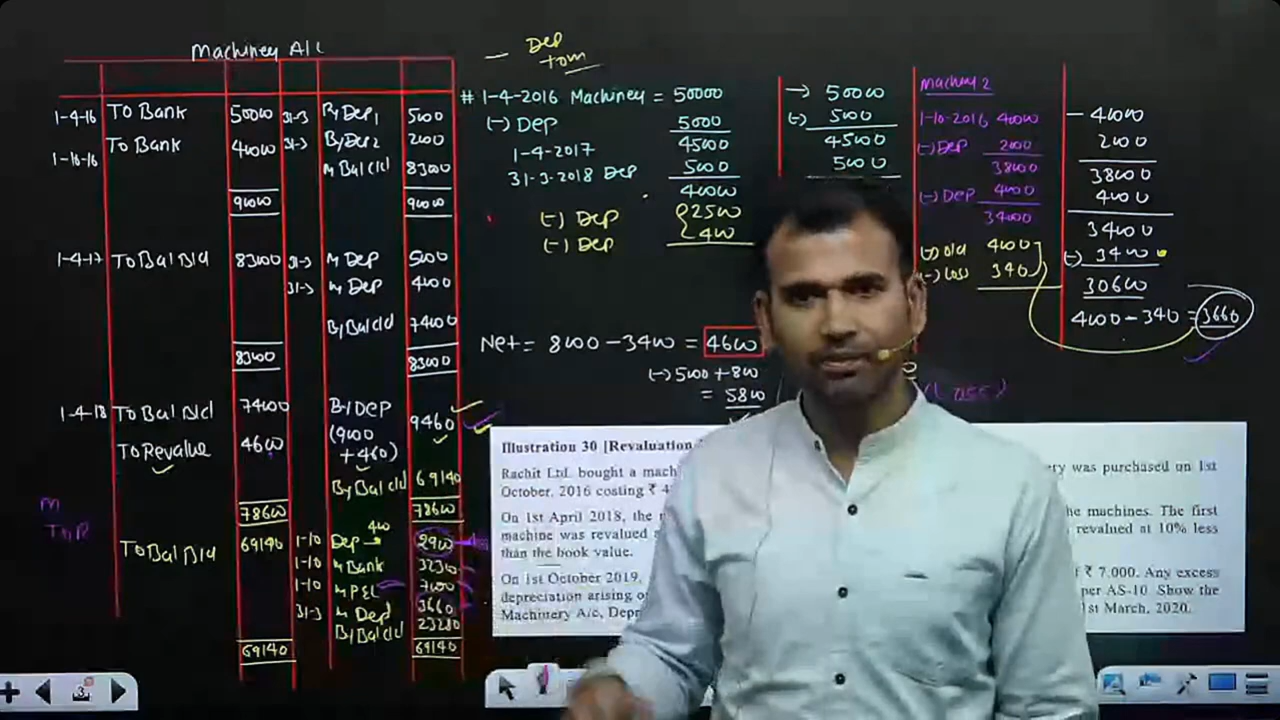 Machinery A/c
1-4-16 To Bank 50000 31-3 By Dep1 5000
1-10-16 To Bank 40000 31-3 By Dep2 2000
By Bal c/d 83000
90000 90000
1-4-17 To Bal B/d 83000 31-3 By Dep 5000
31-3 By Dep 4000
By Bal c/d 74000
83000 83000
1-4-18 To Bal B/d 74000 By Dep 9460
To Revalue 4600 (9000
+460)
By Bal c/d 69140
78600 78600
To Bal B/d 69140 1-10 Dep → 400 2900
1-10 By Bank 32340
1-10 By P&L 7000
31-3 By Dep 3660
By Bal c/d 23280
69140 69140
Dep
# 1-4-2016 Machinery = 50000
(-) Dep 5000
1-4-2017 45000
31-3-2018 Dep 5000
40000
(-) Dep 2500
(-) Dep 400
Net = 8000 - 3400 = 4600
(-) 5000 + 800
= 5800
→ 50000
(-) 5000
45000
5000
Machinery 2
1-10-2016 40000
(-) Dep 2000
38000
(-) Dep 4000
34000
(-) old 4000
(-) Loss 340
40000
2000
38000
4000
34000
(-) 3400
30600
4000 - 340 = 3660
(Loss)
Illustration 30 [Revaluation
Rachit Ltd. bought a mach
ery was purchased on 1st
October, 2016 costing ₹ 4
On 1st April 2018, the
he machines. The first
machine was revalued
revalued at 10% less
than the book value.
On 1st October 2019,
₹ 7,000. Any excess
depreciation arising o
per AS-10. Show the
Machinery A/c, Depr
1st March, 2020.
3